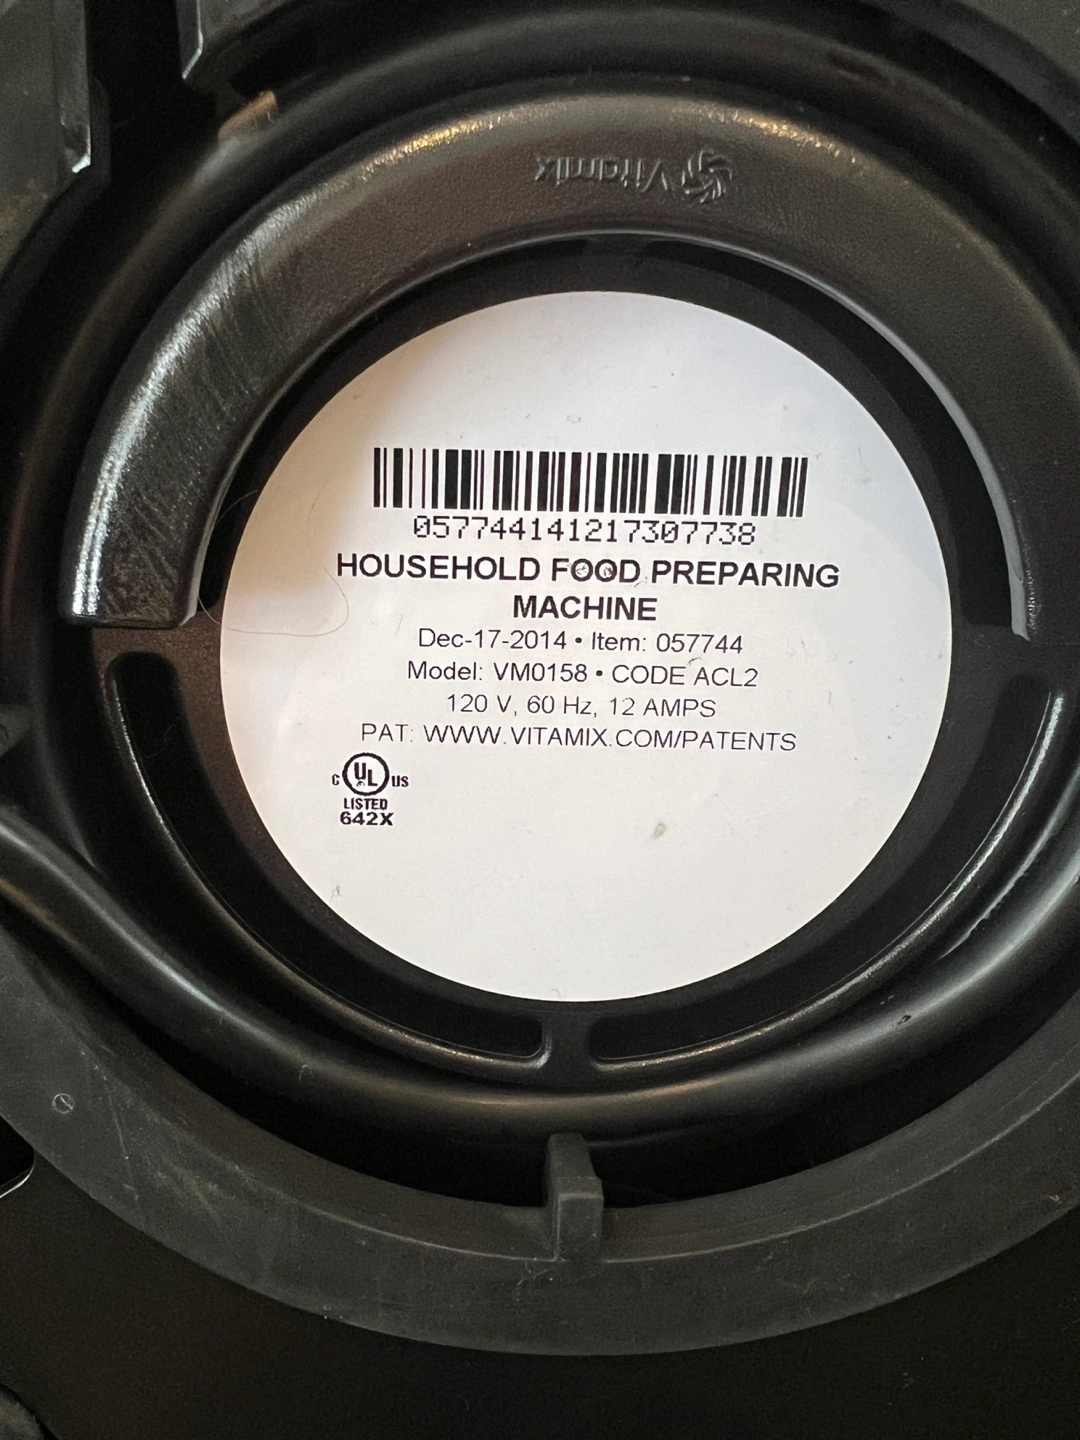 Vitamix
057744141217307738
HOUSEHOLD FOOD PREPARING
MACHINE
Dec-17-2014 • Item: 057744
Model: VM0158 • CODE ACL2
120 V, 60 Hz, 12 AMPS
PAT: WWW.VITAMIX.COM/PATENTS
C UL US
LISTED
642X